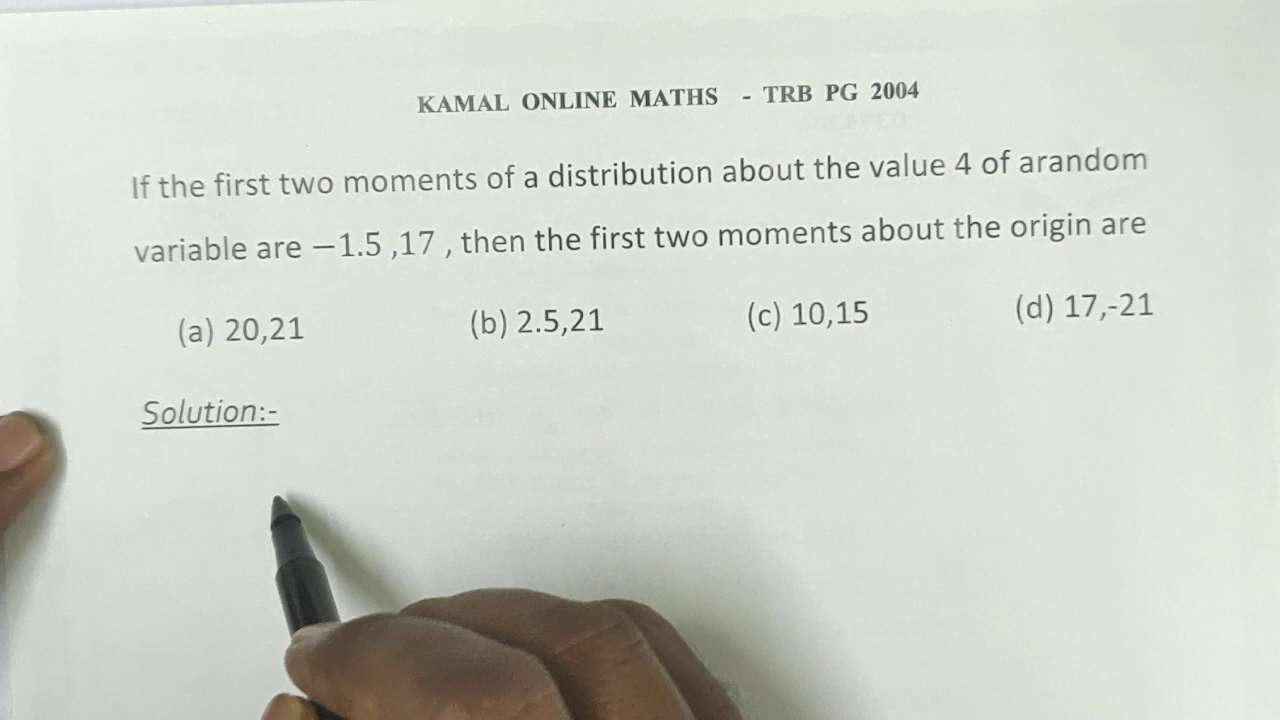 KAMAL ONLINE MATHS - TRB PG 2004
If the first two moments of a distribution about the value 4 of arandom
variable are −1.5 ,17 , then the first two moments about the origin are
(a) 20,21 (b) 2.5,21 (c) 10,15 (d) 17,-21
Solution:-